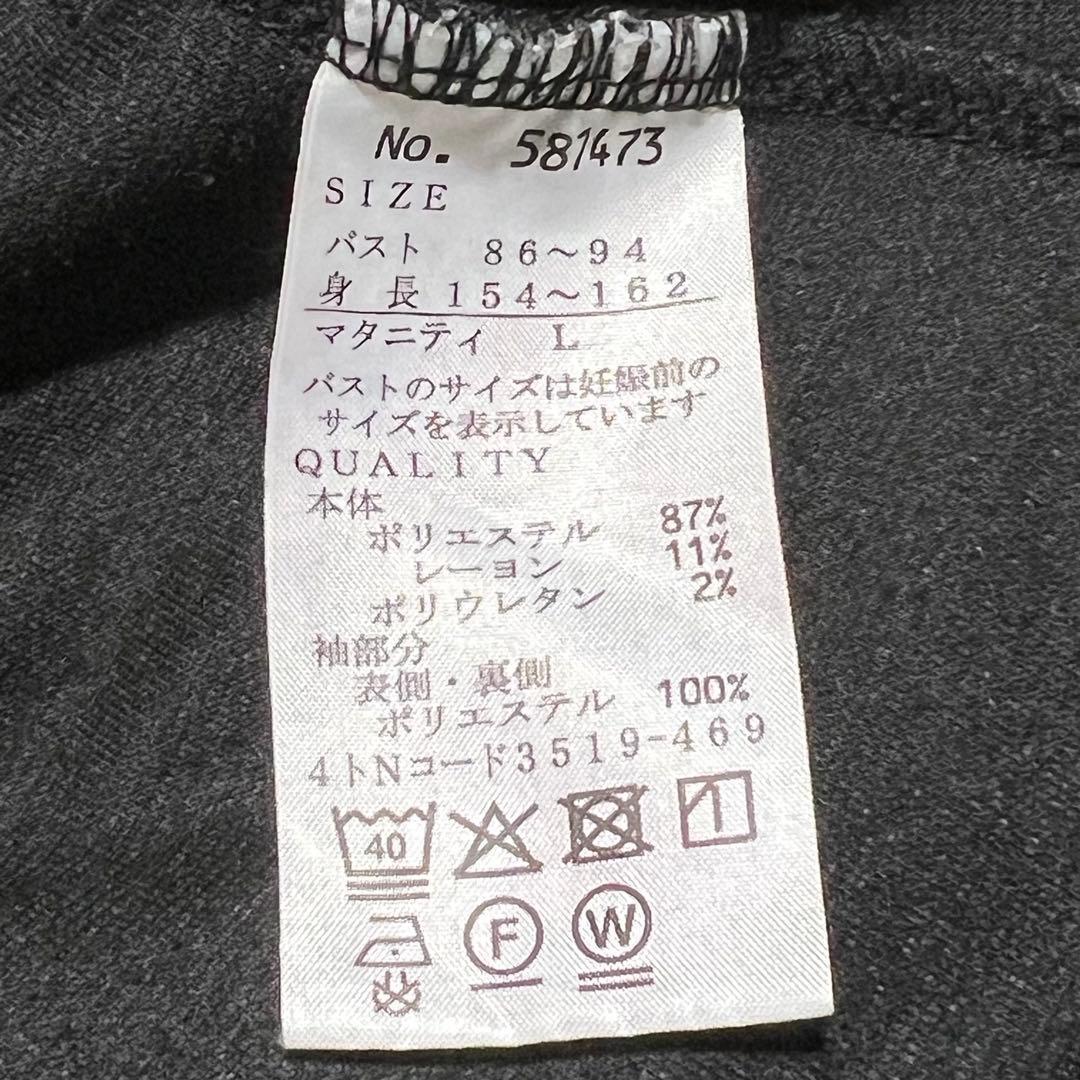 No. 581473
SIZE
バスト 86～94
身長 154～162
マタニティ L
バストのサイズは妊娠前の
サイズを表示しています
QUALITY
本体
ポリエステル 87%
レーヨン 11%
ポリウレタン 2%
袖部分
表側・裏側
ポリエステル 100%
4トNコード3519-469
40
F W